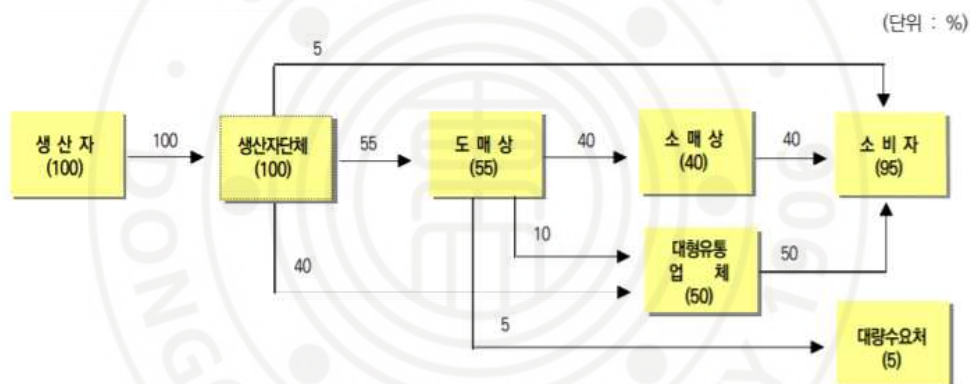 (단위 : %)
5
생 산 자
(100)
100
생산자단체
(100)
55
도 매 상
(55)
40
소 매 상
(40)
40
소 비 자
(95)
10
40
대형유통
업 체
(50)
50
5
대량수요처
(5)